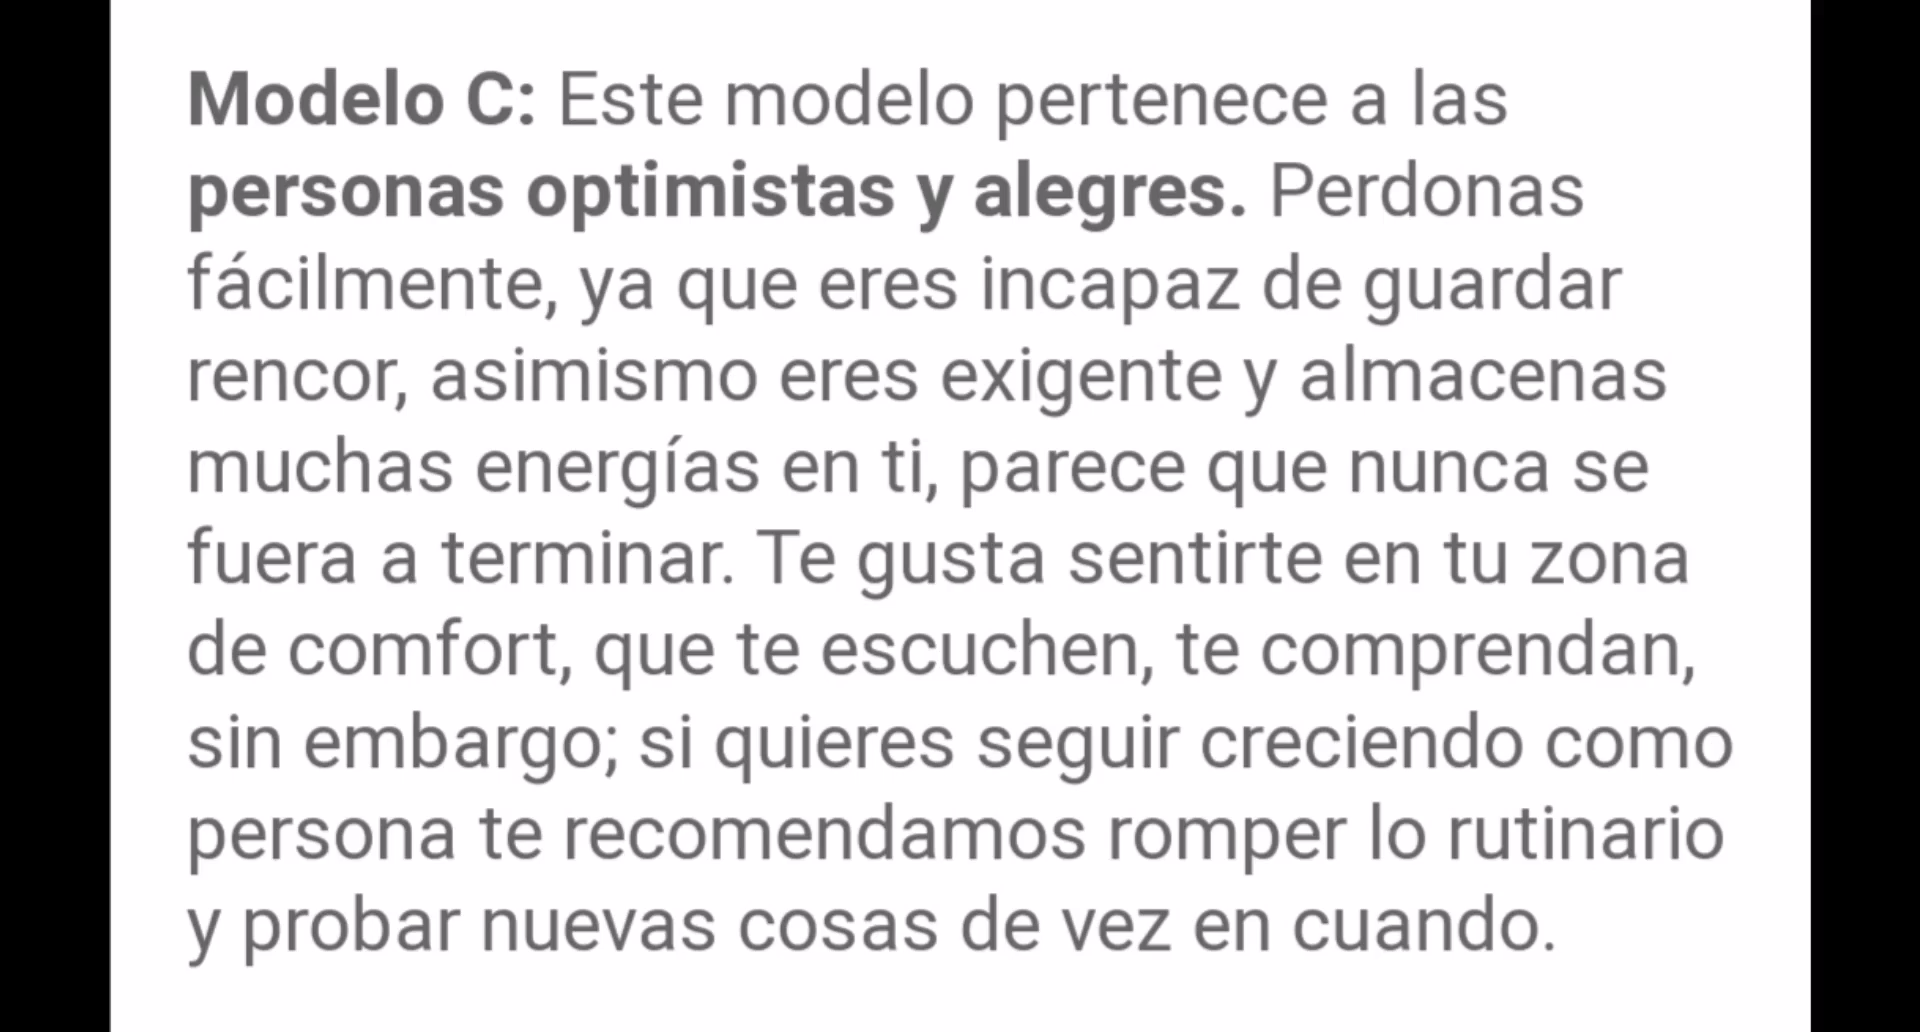 Modelo C: Este modelo pertenece a las
personas optimistas y alegres. Perdonas
fácilmente, ya que eres incapaz de guardar
rencor, asimismo eres exigente y almacenas
muchas energías en ti, parece que nunca se
fuera a terminar. Te gusta sentirte en tu zona
de comfort, que te escuchen, te comprendan,
sin embargo; si quieres seguir creciendo como
persona te recomendamos romper lo rutinario
y probar nuevas cosas de vez en cuando.